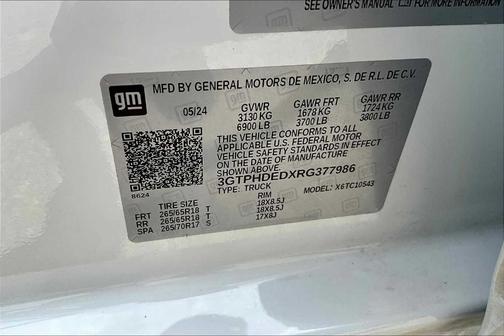 SEE OWNER'S MANUAL FOR MORE INFORMATION
gm
MFD BY GENERAL MOTORS DE MEXICO, S. DE R.L. DE C.V.
05/24 GVWR GAWR FRT GAWR RR
3130 KG 1678 KG 1724 KG
6900 LB 3700 LB 3800 LB
THIS VEHICLE CONFORMS TO ALL
APPLICABLE U.S. FEDERAL MOTOR
VEHICLE SAFETY STANDARDS IN EFFECT
ON THE DATE OF MANUFACTURE SHOWN ABOVE.
3GTPHDEDXRG377986
TYPE: TRUCK MODEL: X6TC10543
B624
TIRE SIZE RIM
FRT 265/65R18 T 18X8.5J
RR 265/65R18 T 18X8.5J
SPA 265/70R17 S 17X8J